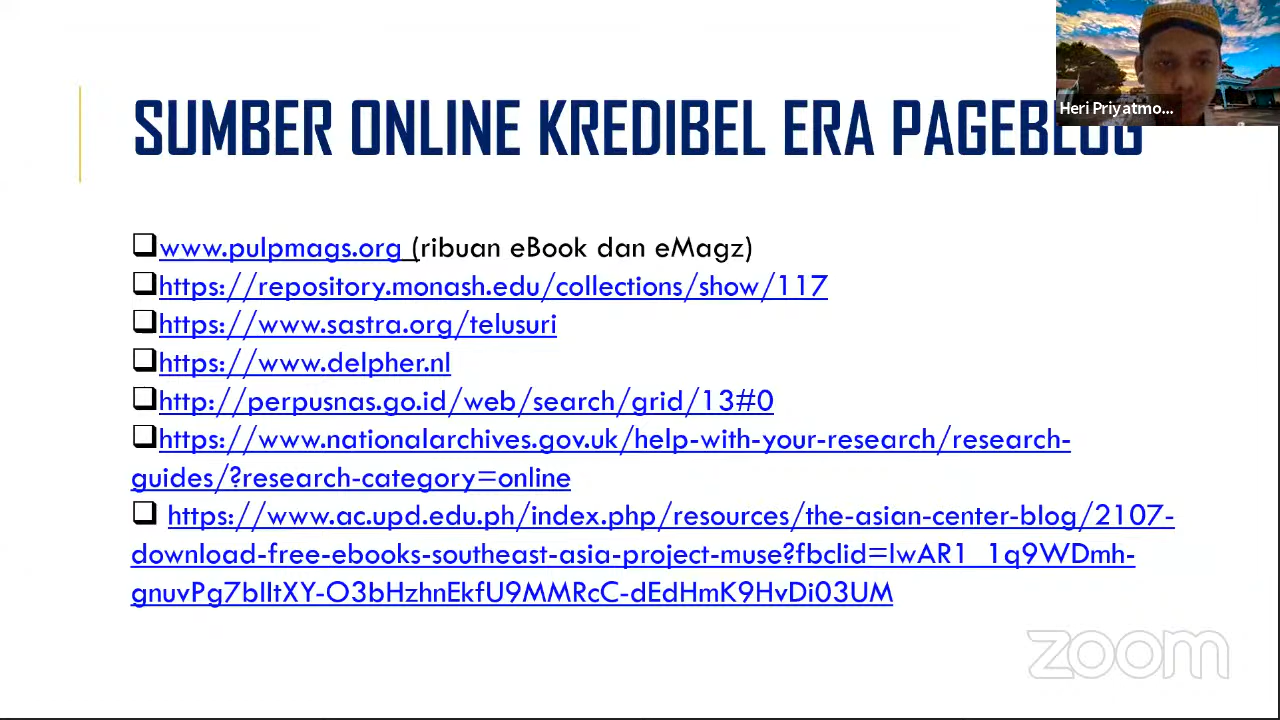 SUMBER ONLINE KREDIBEL ERA PAGEBLOG
Heri Priyatmo...
❑www.pulpmags.org (ribuan eBook dan eMagz)
❑https://repository.monash.edu/collections/show/117
❑https://www.sastra.org/telusuri
❑https://www.delpher.nl
❑http://perpusnas.go.id/web/search/grid/13#0
❑https://www.nationalarchives.gov.uk/help-with-your-research/research-
guides/?research-category=online
❑ https://www.ac.upd.edu.ph/index.php/resources/the-asian-center-blog/2107-
download-free-ebooks-southeast-asia-project-muse?fbclid=IwAR1_1q9WDmh-
gnuvPg7bIItXY-O3bHzhnEkfU9MMRcC-dEdHmK9HvDi03UM
zoom